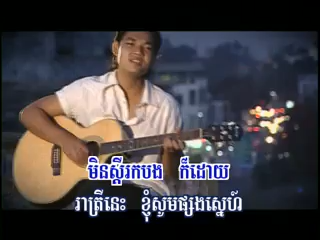 មិនស្ដីរកបង ក៏ដោយ
រាត្រីនេះ ខ្ញុំសូមផ្សងស្នេហ៍